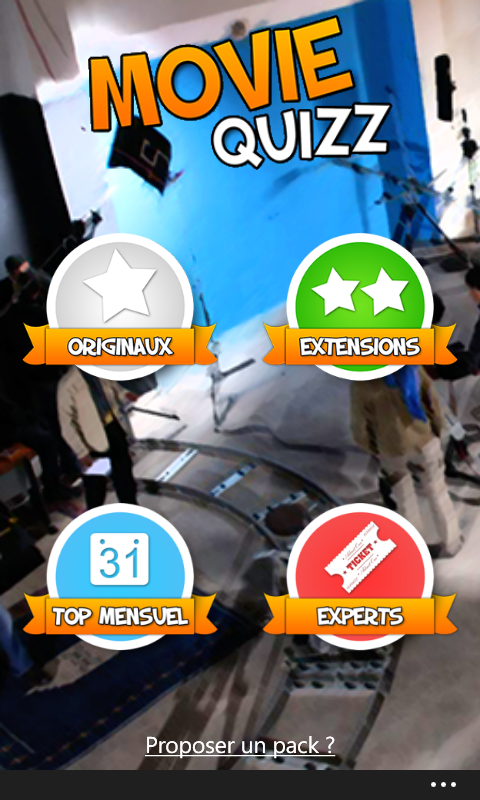 MOVIE
QUIZZ
ORIGINAUX
EXTENSIONS
31
TICKET
TOP MENSUEL
EXPERTS
Proposer un pack ?